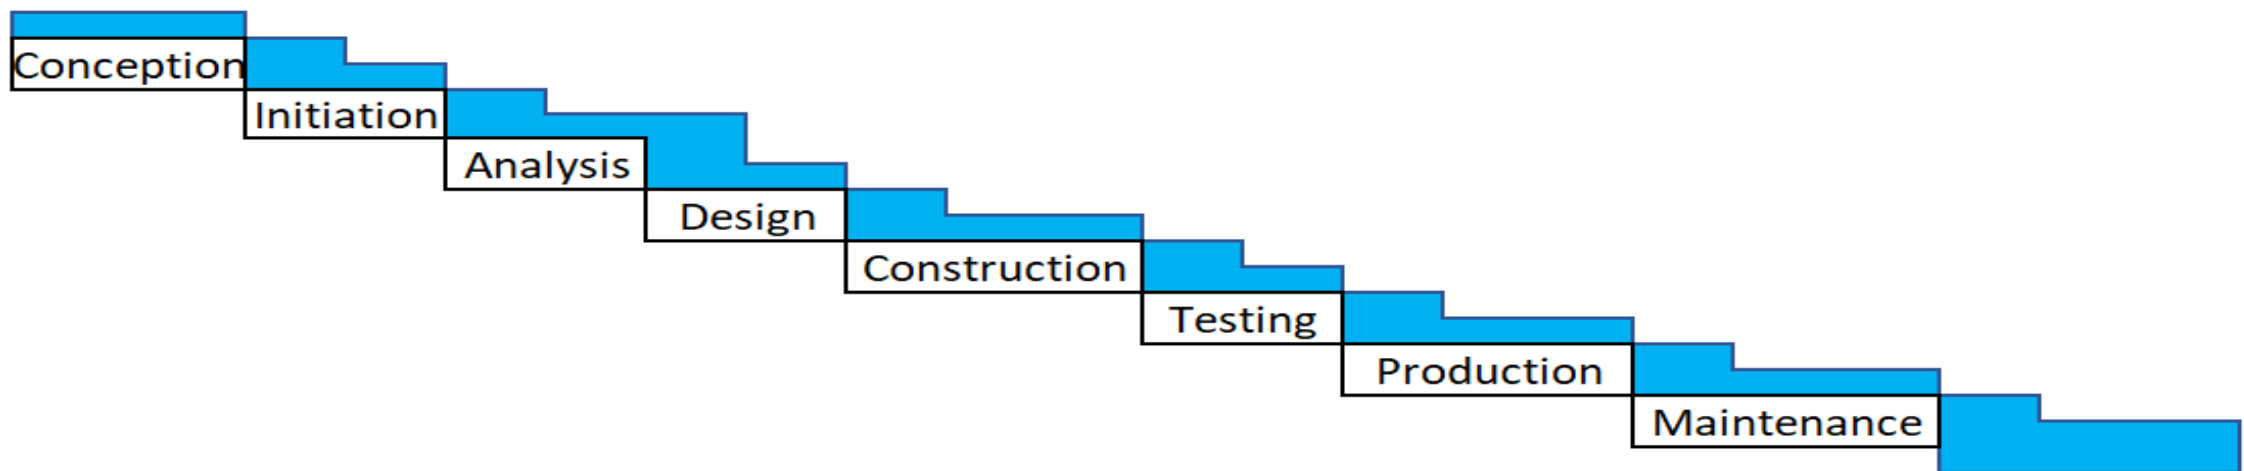 Conception
Initiation
Analysis
Design
Construction
Testing
Production
Maintenance